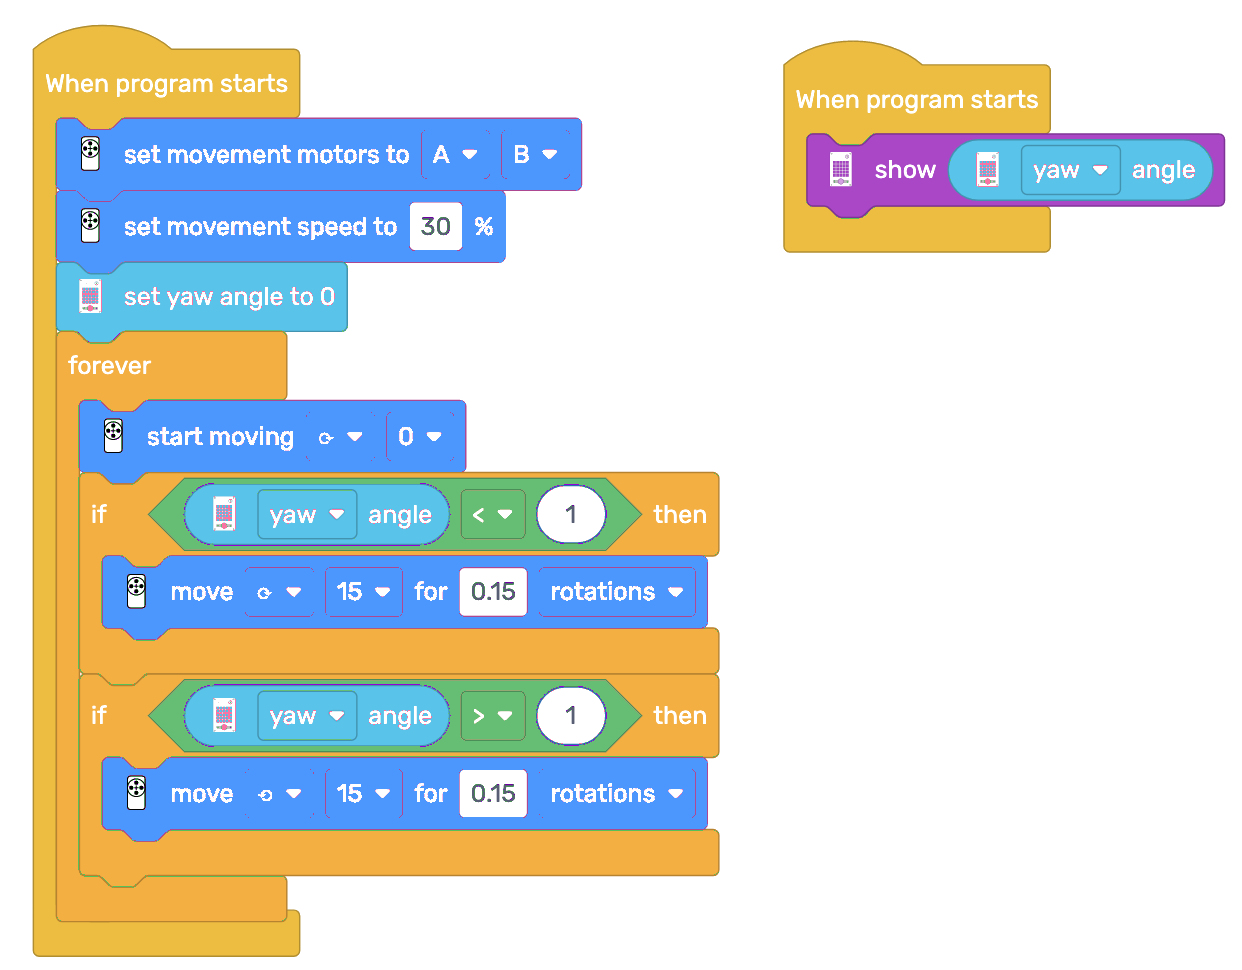 When program starts
set movement motors to A B
set movement speed to 30 %
set yaw angle to 0
forever
start moving 0
if yaw angle < 1 then
move 15 for 0.15 rotations
if yaw angle > 1 then
move 15 for 0.15 rotations
When program starts
show yaw angle